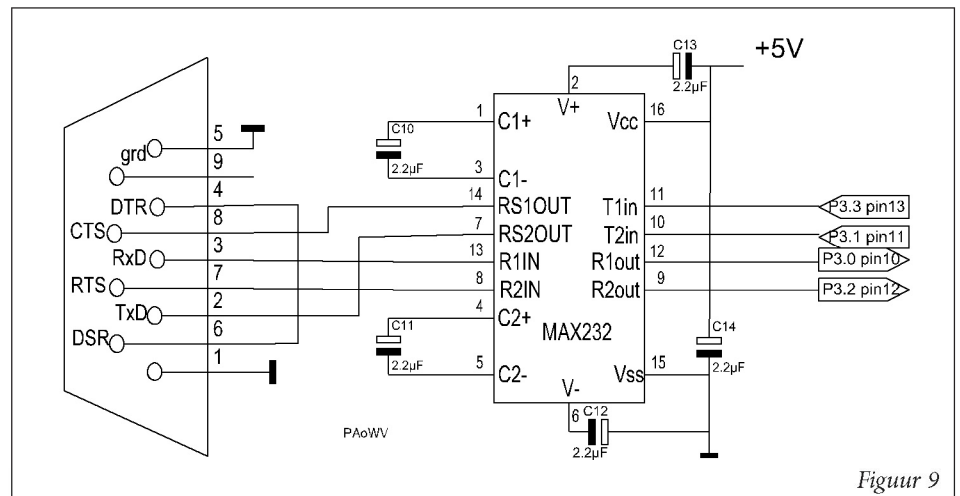 +5V
C13
2.2µF
2
V+
1
C1+
Vcc
16
C10
2.2µF
3
C1-
5
grd
9
4
DTR
14
RS1OUT
T1in
11
P3.3 pin13
8
CTS
7
RS2OUT
T2in
10
P3.1 pin11
3
RxD
13
R1IN
R1out
12
P3.0 pin10
7
RTS
8
R2IN
R2out
9
P3.2 pin12
2
TxD
4
C2+
MAX232
6
DSR
C11
2.2µF
C14
2.2µF
1
5
C2-
Vss
15
V-
6
C12
2.2µF
PAoWV
Figuur 9